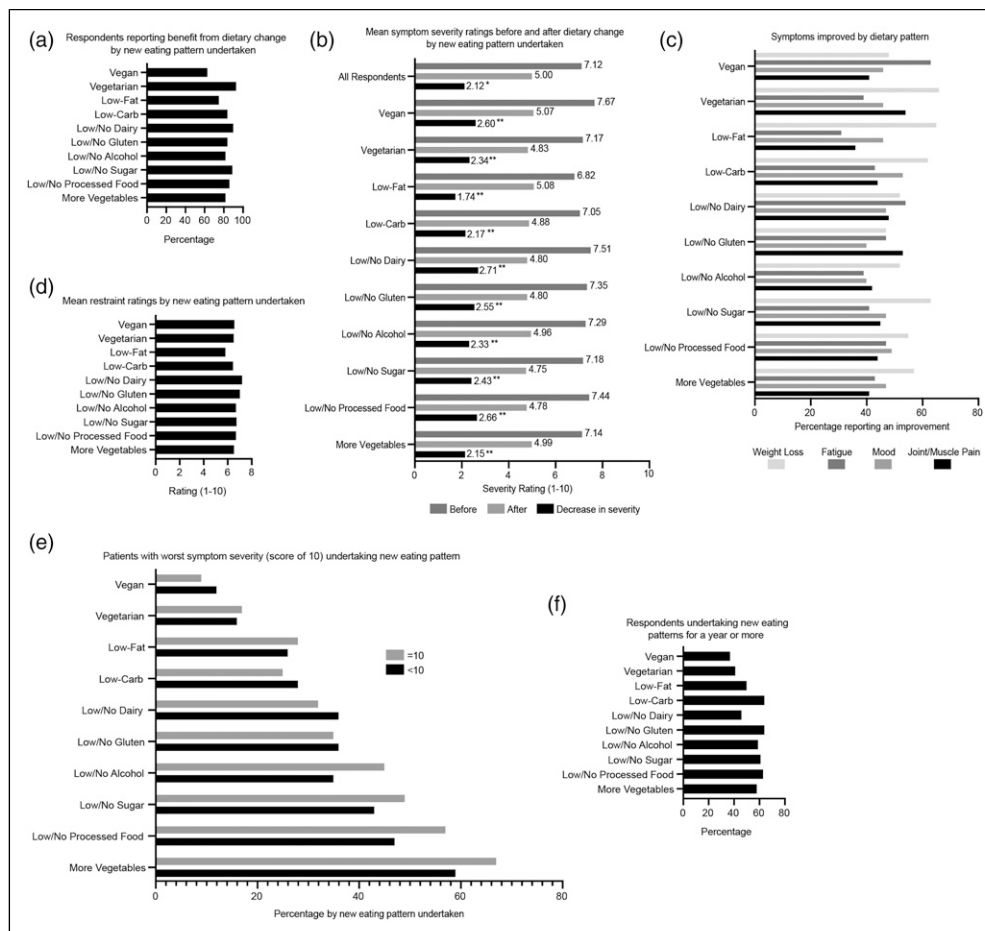 (a)
Respondents reporting benefit from dietary change
by new eating pattern undertaken
Vegan
Vegetarian
Low-Fat
Low-Carb
Low/No Dairy
Low/No Gluten
Low/No Alcohol
Low/No Sugar
Low/No Processed Food
More Vegetables
0 20 40 60 80 100
Percentage
(b)
Mean symptom severity ratings before and after dietary change
by new eating pattern undertaken
All Respondents
7.12
5.00
2.12 *
Vegan
7.67
5.07
2.60 **
Vegetarian
7.17
4.83
2.34 **
Low-Fat
6.82
5.08
1.74 **
Low-Carb
7.05
4.88
2.17 **
Low/No Dairy
7.51
4.80
2.71 **
Low/No Gluten
7.35
4.80
2.55 **
Low/No Alcohol
7.29
4.96
2.33 **
Low/No Sugar
7.18
4.75
2.43 **
Low/No Processed Food
7.44
4.78
2.66 **
More Vegetables
7.14
4.99
2.15 **
0 2 4 6 8 10
Severity Rating (1-10)
Before After Decrease in severity
(c)
Symptoms improved by dietary pattern
Vegan
Vegetarian
Low-Fat
Low-Carb
Low/No Dairy
Low/No Gluten
Low/No Alcohol
Low/No Sugar
Low/No Processed Food
More Vegetables
0 20 40 60 80
Percentage reporting an improvement
Weight Loss Fatigue Mood Joint/Muscle Pain
(d)
Mean restraint ratings by new eating pattern undertaken
Vegan
Vegetarian
Low-Fat
Low-Carb
Low/No Dairy
Low/No Gluten
Low/No Alcohol
Low/No Sugar
Low/No Processed Food
More Vegetables
0 2 4 6 8
Rating (1-10)
(e)
Patients with worst symptom severity (score of 10) undertaking new eating pattern
Vegan
Vegetarian
Low-Fat
Low-Carb
Low/No Dairy
Low/No Gluten
Low/No Alcohol
Low/No Sugar
Low/No Processed Food
More Vegetables
=10
<10
0 20 40 60 80
Percentage by new eating pattern undertaken
(f)
Respondents undertaking new eating
patterns for a year or more
Vegan
Vegetarian
Low-Fat
Low-Carb
Low/No Dairy
Low/No Gluten
Low/No Alcohol
Low/No Sugar
Low/No Processed Food
More Vegetables
0 20 40 60 80
Percentage